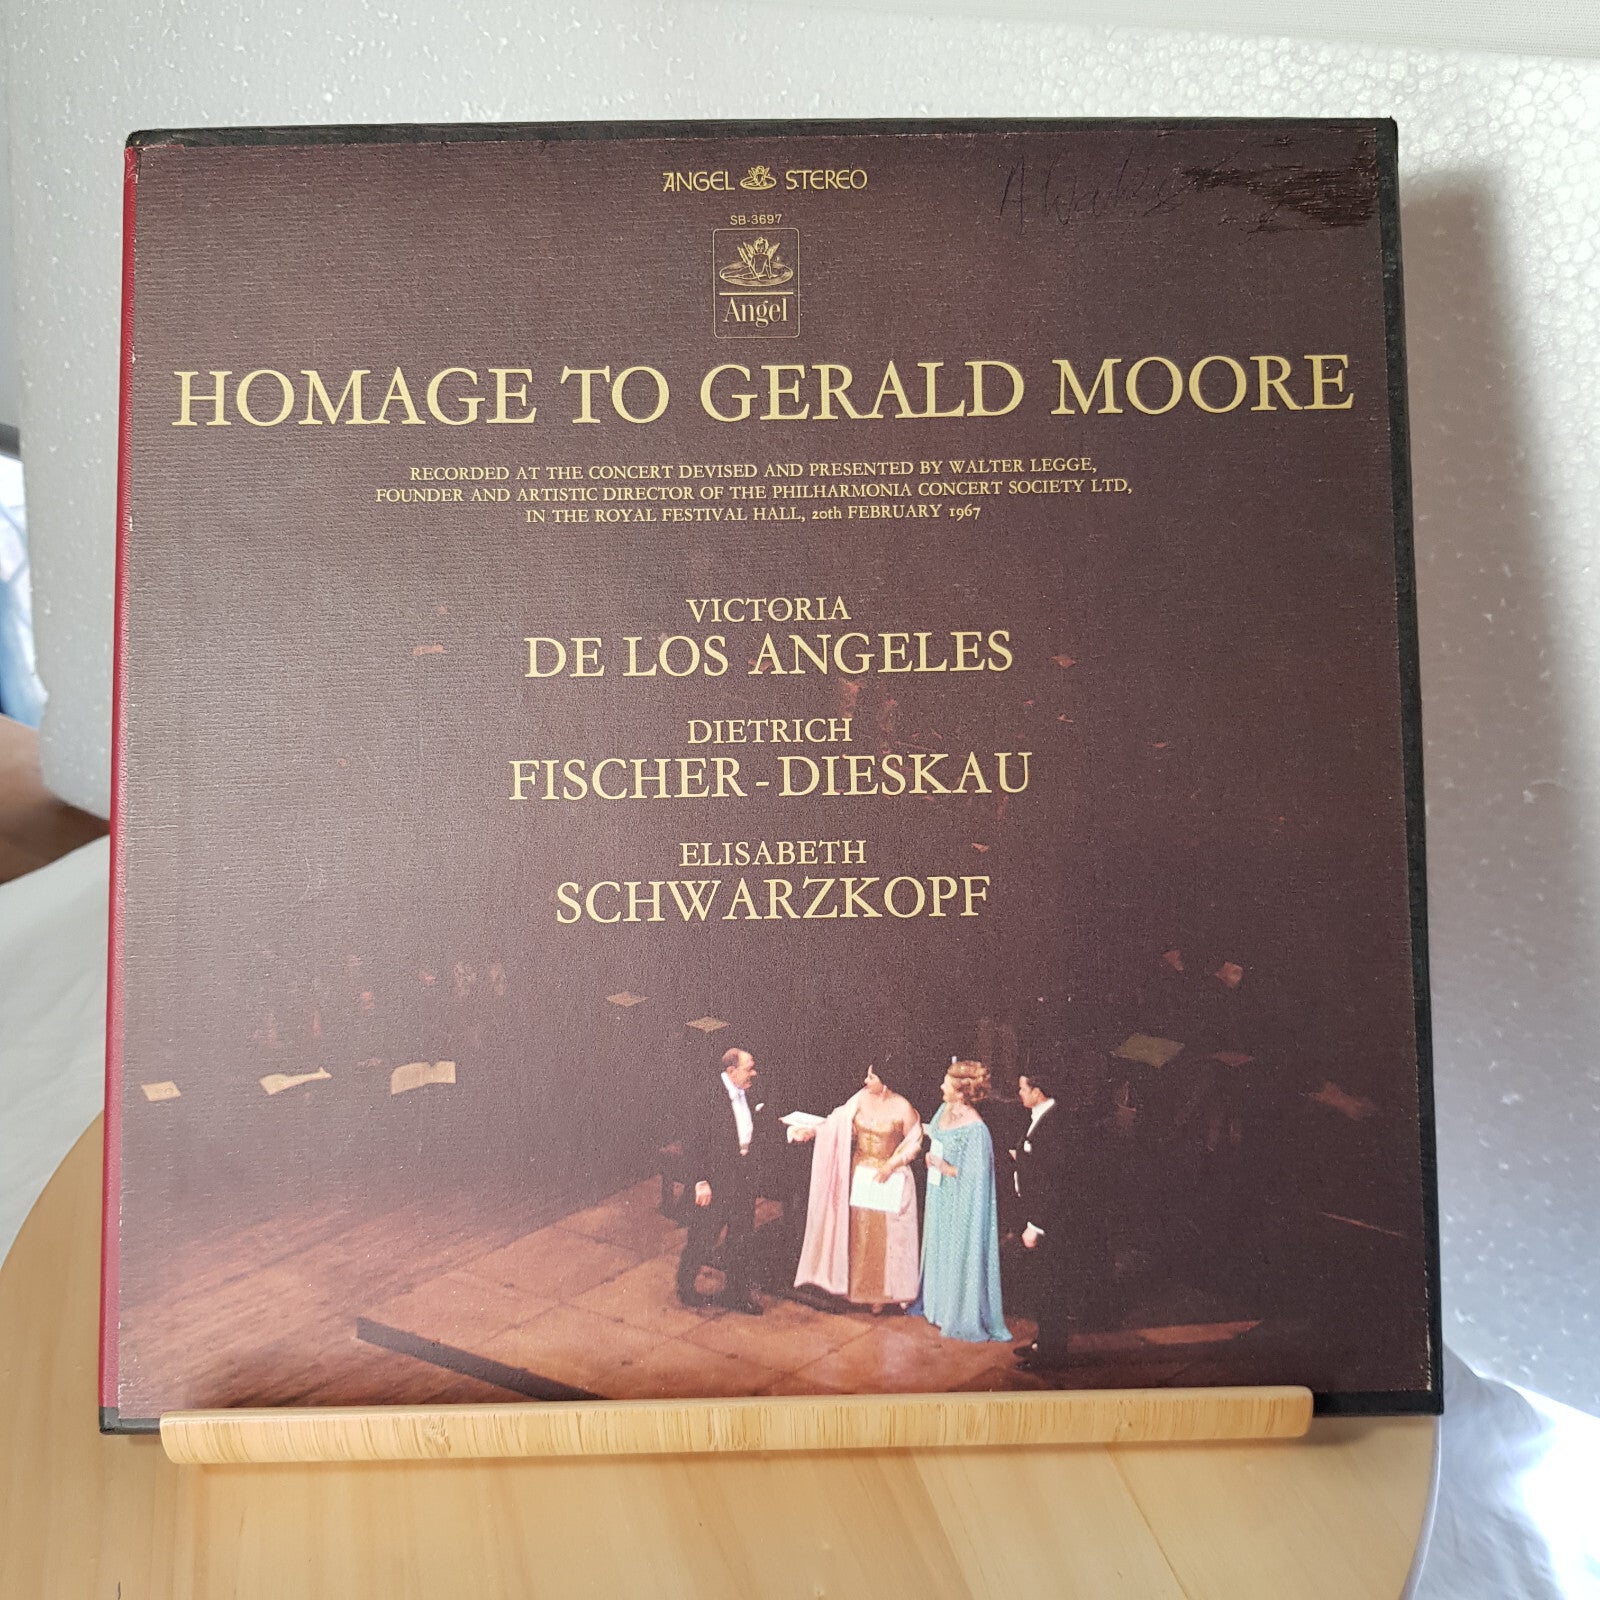 ANGEL STEREO
SB-3697
Angel
HOMAGE TO GERALD MOORE
RECORDED AT THE CONCERT DEVISED AND PRESENTED BY WALTER LEGGE,
FOUNDER AND ARTISTIC DIRECTOR OF THE PHILHARMONIA CONCERT SOCIETY LTD,
IN THE ROYAL FESTIVAL HALL, 20th FEBRUARY 1967
VICTORIA
DE LOS ANGELES
DIETRICH
FISCHER-DIESKAU
ELISABETH
SCHWARZKOPF